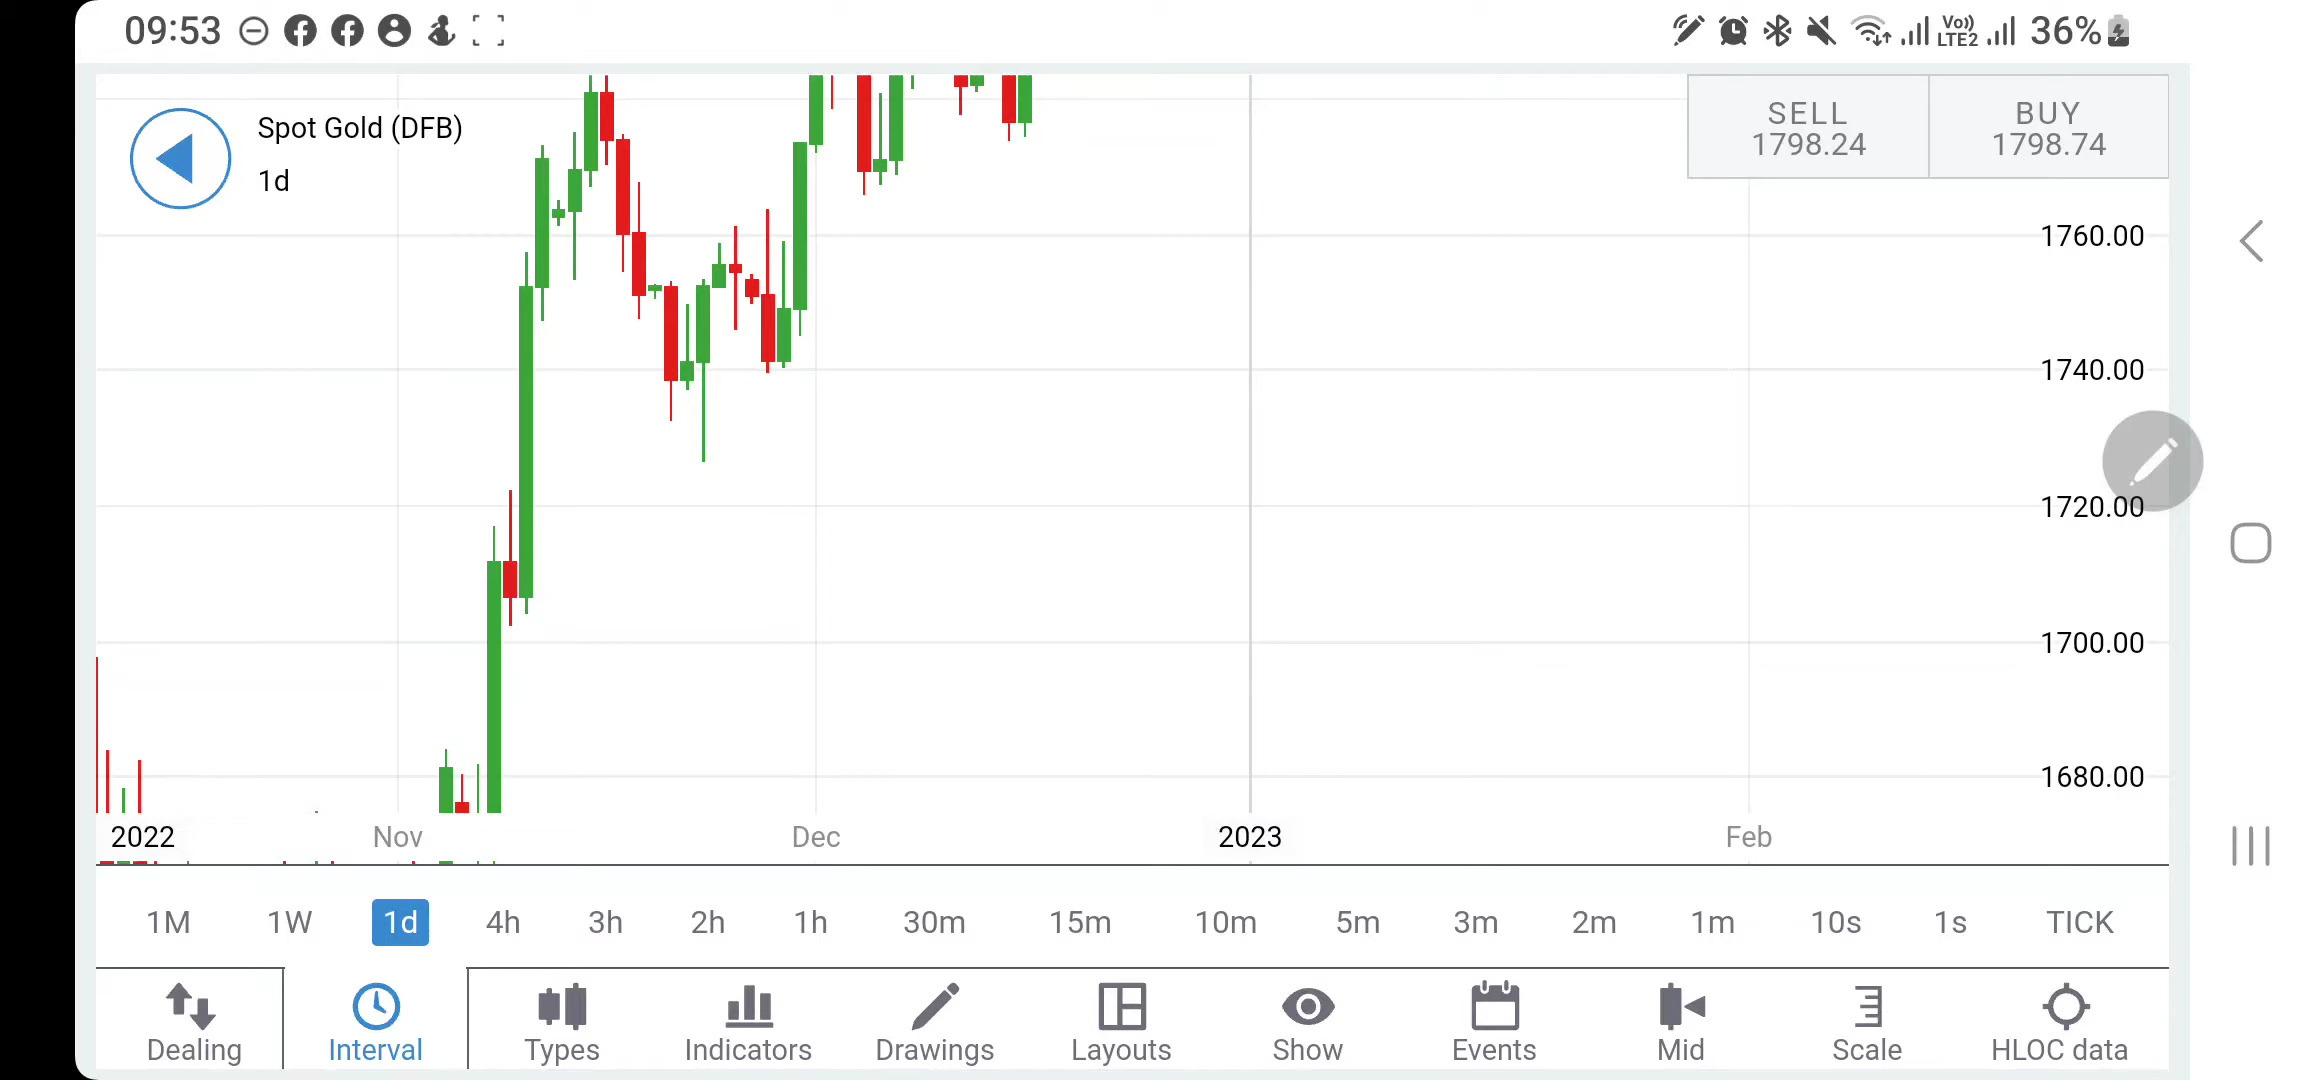 09:53
Vo))
LTE2
36%
Spot Gold (DFB)
1d
SELL
1798.24
BUY
1798.74
1760.00
1740.00
1720.00
1700.00
1680.00
2022 Nov Dec 2023 Feb
1M 1W 1d 4h 3h 2h 1h 30m 15m 10m 5m 3m 2m 1m 10s 1s TICK
Dealing Interval Types Indicators Drawings Layouts Show Events Mid Scale HLOC data